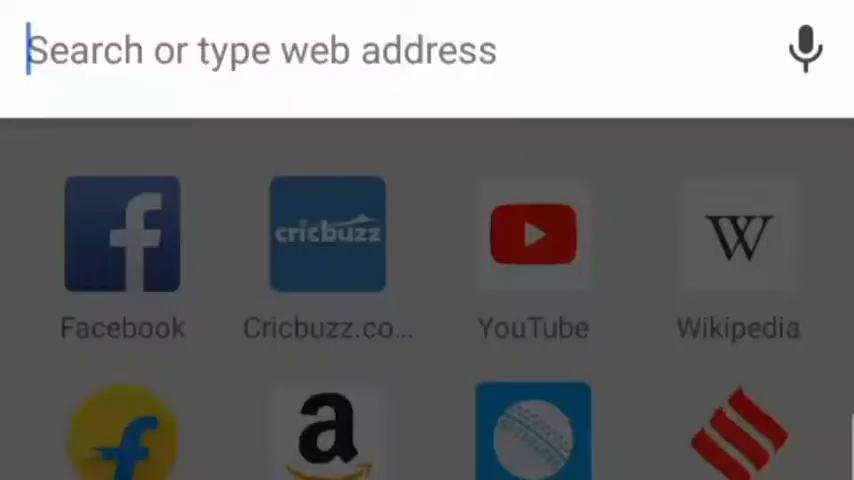 Search or type web address
cricbuzz
Facebook
Cricbuzz.co...
YouTube
Wikipedia